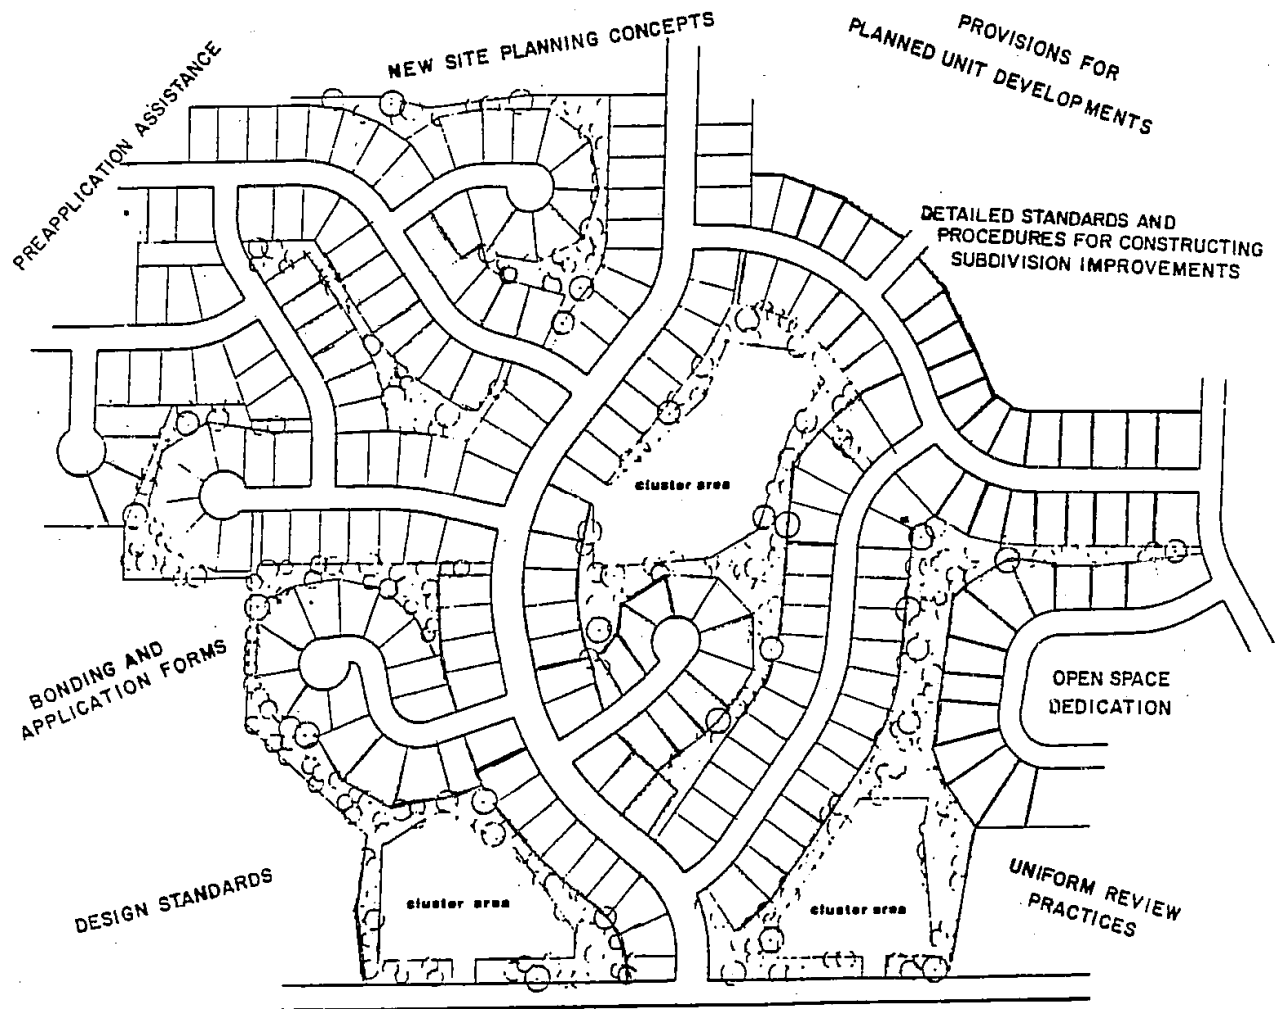 NEW SITE PLANNING CONCEPTS
PROVISIONS FOR
PLANNED UNIT DEVELOPMENTS
PREAPPLICATION ASSISTANCE
DETAILED STANDARDS AND
PROCEDURES FOR CONSTRUCTING
SUBDIVISION IMPROVEMENTS
cluster area
BONDING AND
APPLICATION FORMS
OPEN SPACE
DEDICATION
DESIGN STANDARDS
cluster area
cluster area
UNIFORM REVIEW
PRACTICES